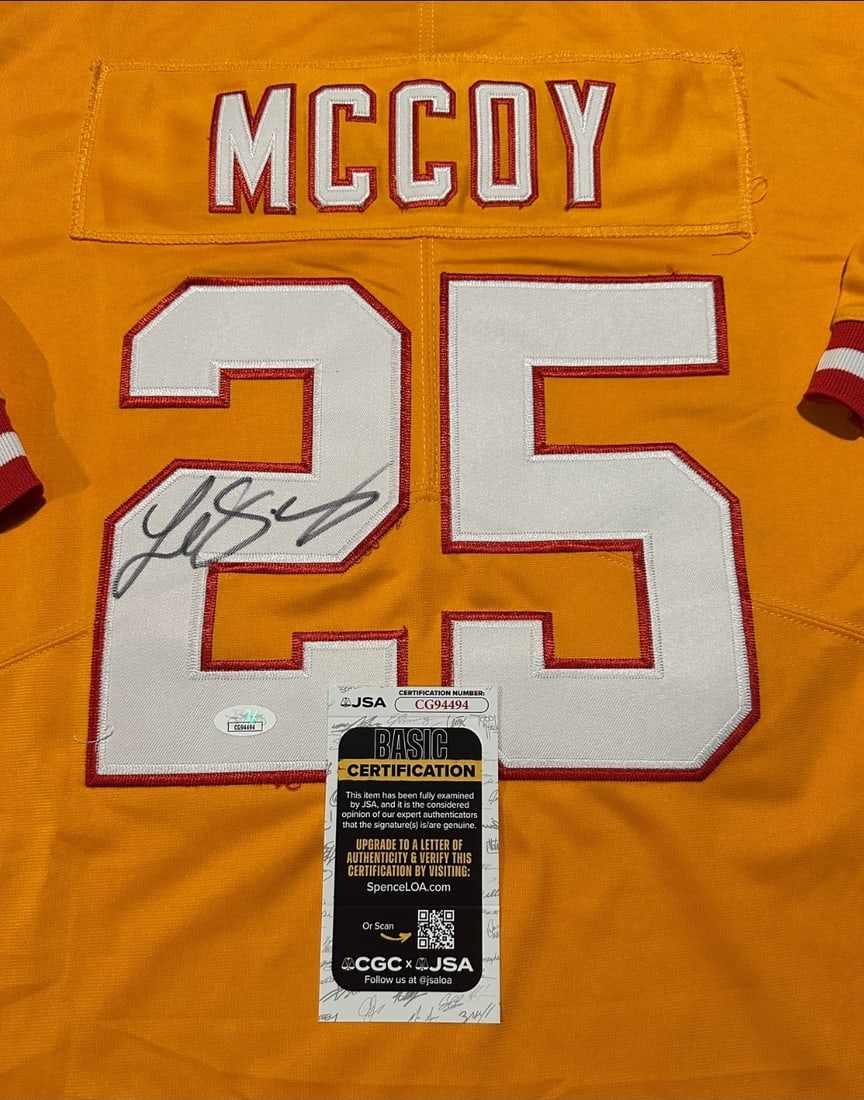 MCCOY
25
CG94494
JSA
CERTIFICATION NUMBER:
CG94494
BASIC
CERTIFICATION
This item has been fully examined
by JSA, and it is the considered
opinion of our expert authenticators
that the signature(s) is/are genuine.
UPGRADE TO A LETTER OF
AUTHENTICITY & VERIFY THIS
CERTIFICATION BY VISITING:
SpenceLOA.com
Or Scan
CGC x JSA
Follow us at @jsaloa